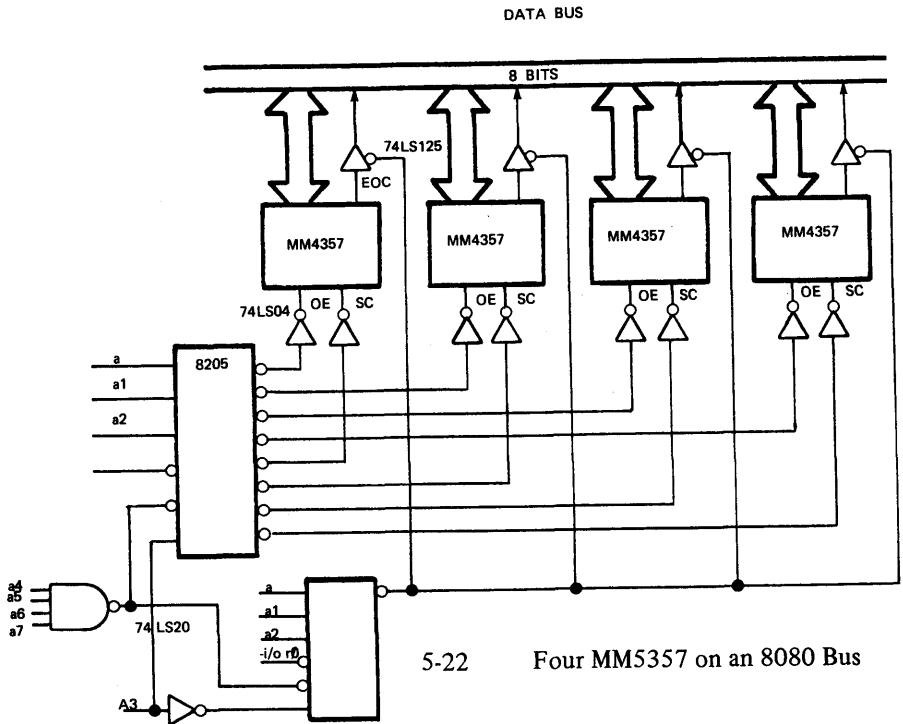 DATA BUS
8 BITS
74LS125
EOC
MM4357
MM4357
MM4357
MM4357
74LS04
OE
SC
OE
SC
OE
SC
OE
SC
8205
a
a1
a2
a4
a5
a6
a7
74 LS20
a
a1
a2
-i/o
A3
5-22 Four MM5357 on an 8080 Bus